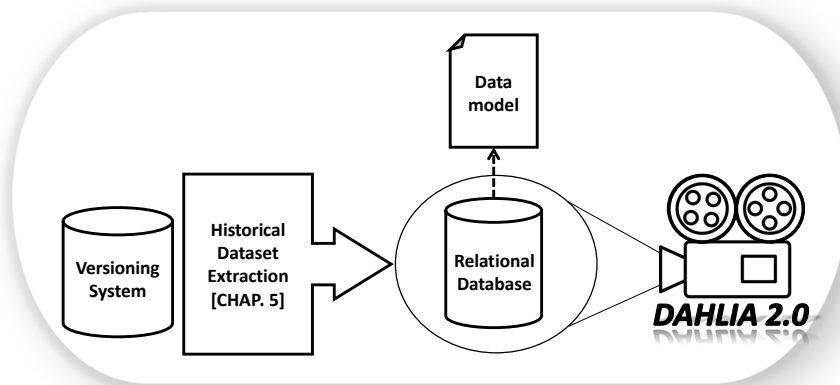 Data
model
Versioning
System
Historical
Dataset
Extraction
[CHAP. 5]
Relational
Database
DAHLIA 2.0